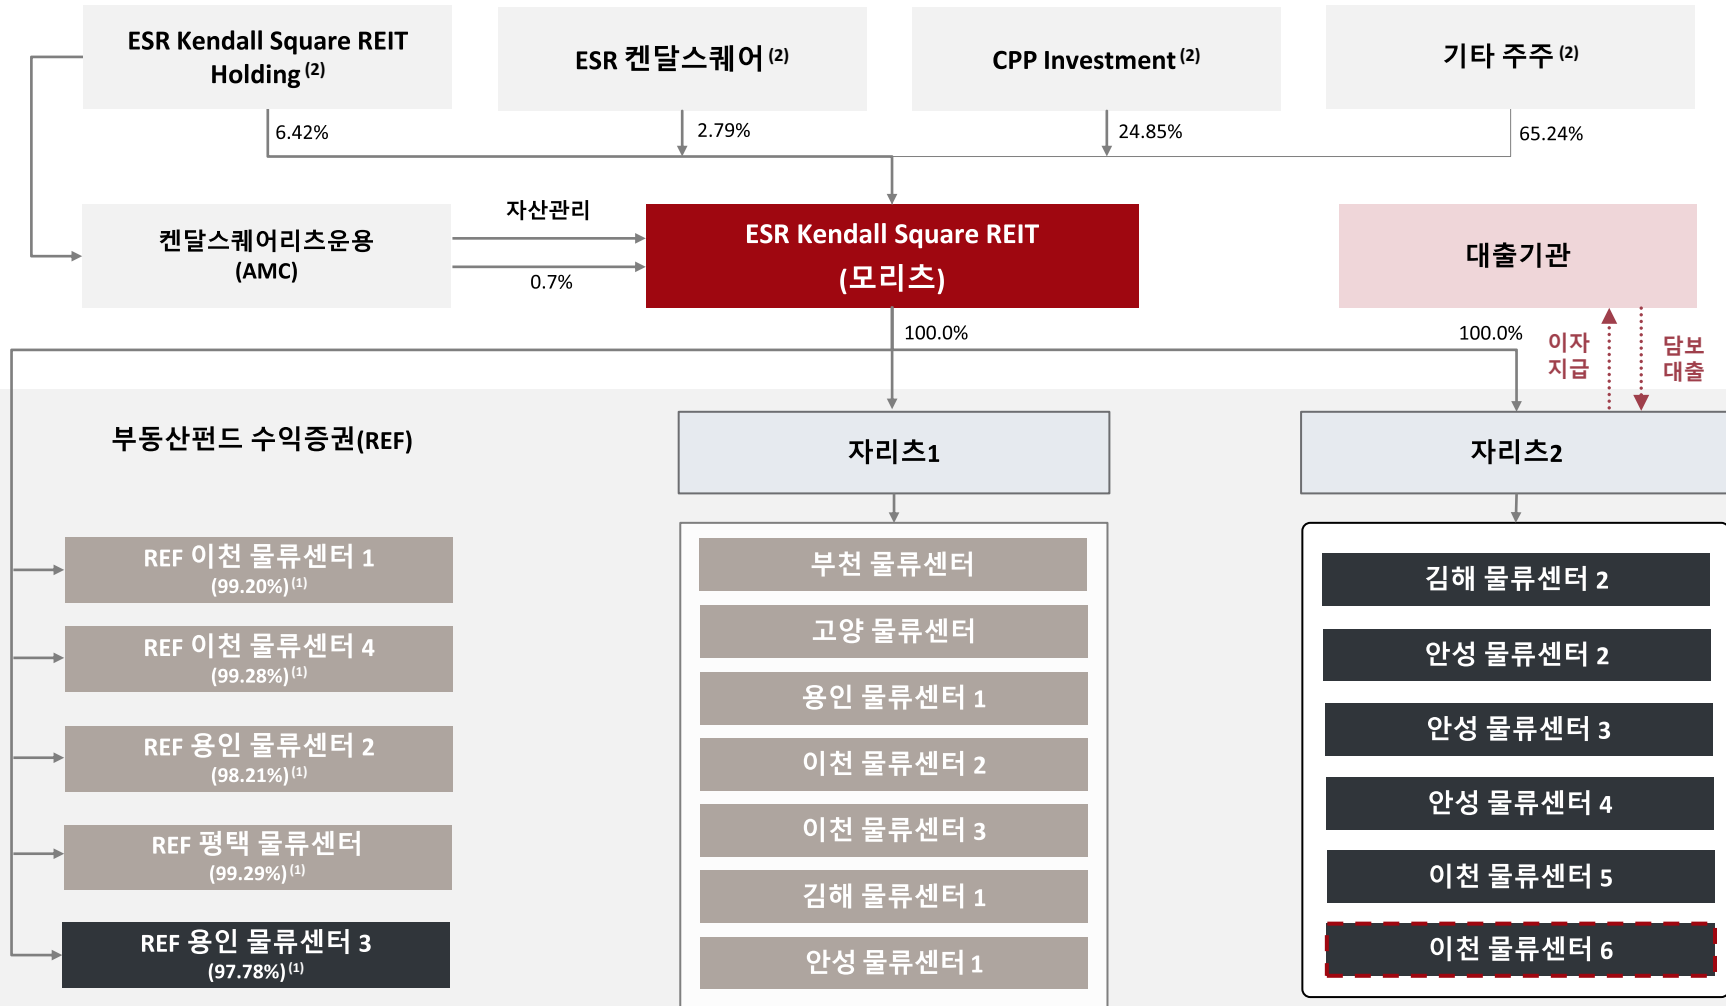 ESR Kendall Square REIT
Holding (2)
ESR 켄달스퀘어 (2)
CPP Investment (2)
기타 주주 (2)
6.42%
2.79%
24.85%
65.24%
켄달스퀘어리츠운용
(AMC)
자산관리
0.7%
ESR Kendall Square REIT
(모리츠)
대출기관
100.0%
100.0%
이자
지급
담보
대출
부동산펀드 수익증권(REF)
자리츠1
자리츠2
REF 이천 물류센터 1
(99.20%) (1)
REF 이천 물류센터 4
(99.28%) (1)
REF 용인 물류센터 2
(98.21%) (1)
REF 평택 물류센터
(99.29%) (1)
REF 용인 물류센터 3
(97.78%) (1)
부천 물류센터
고양 물류센터
용인 물류센터 1
이천 물류센터 2
이천 물류센터 3
김해 물류센터 1
안성 물류센터 1
김해 물류센터 2
안성 물류센터 2
안성 물류센터 3
안성 물류센터 4
이천 물류센터 5
이천 물류센터 6